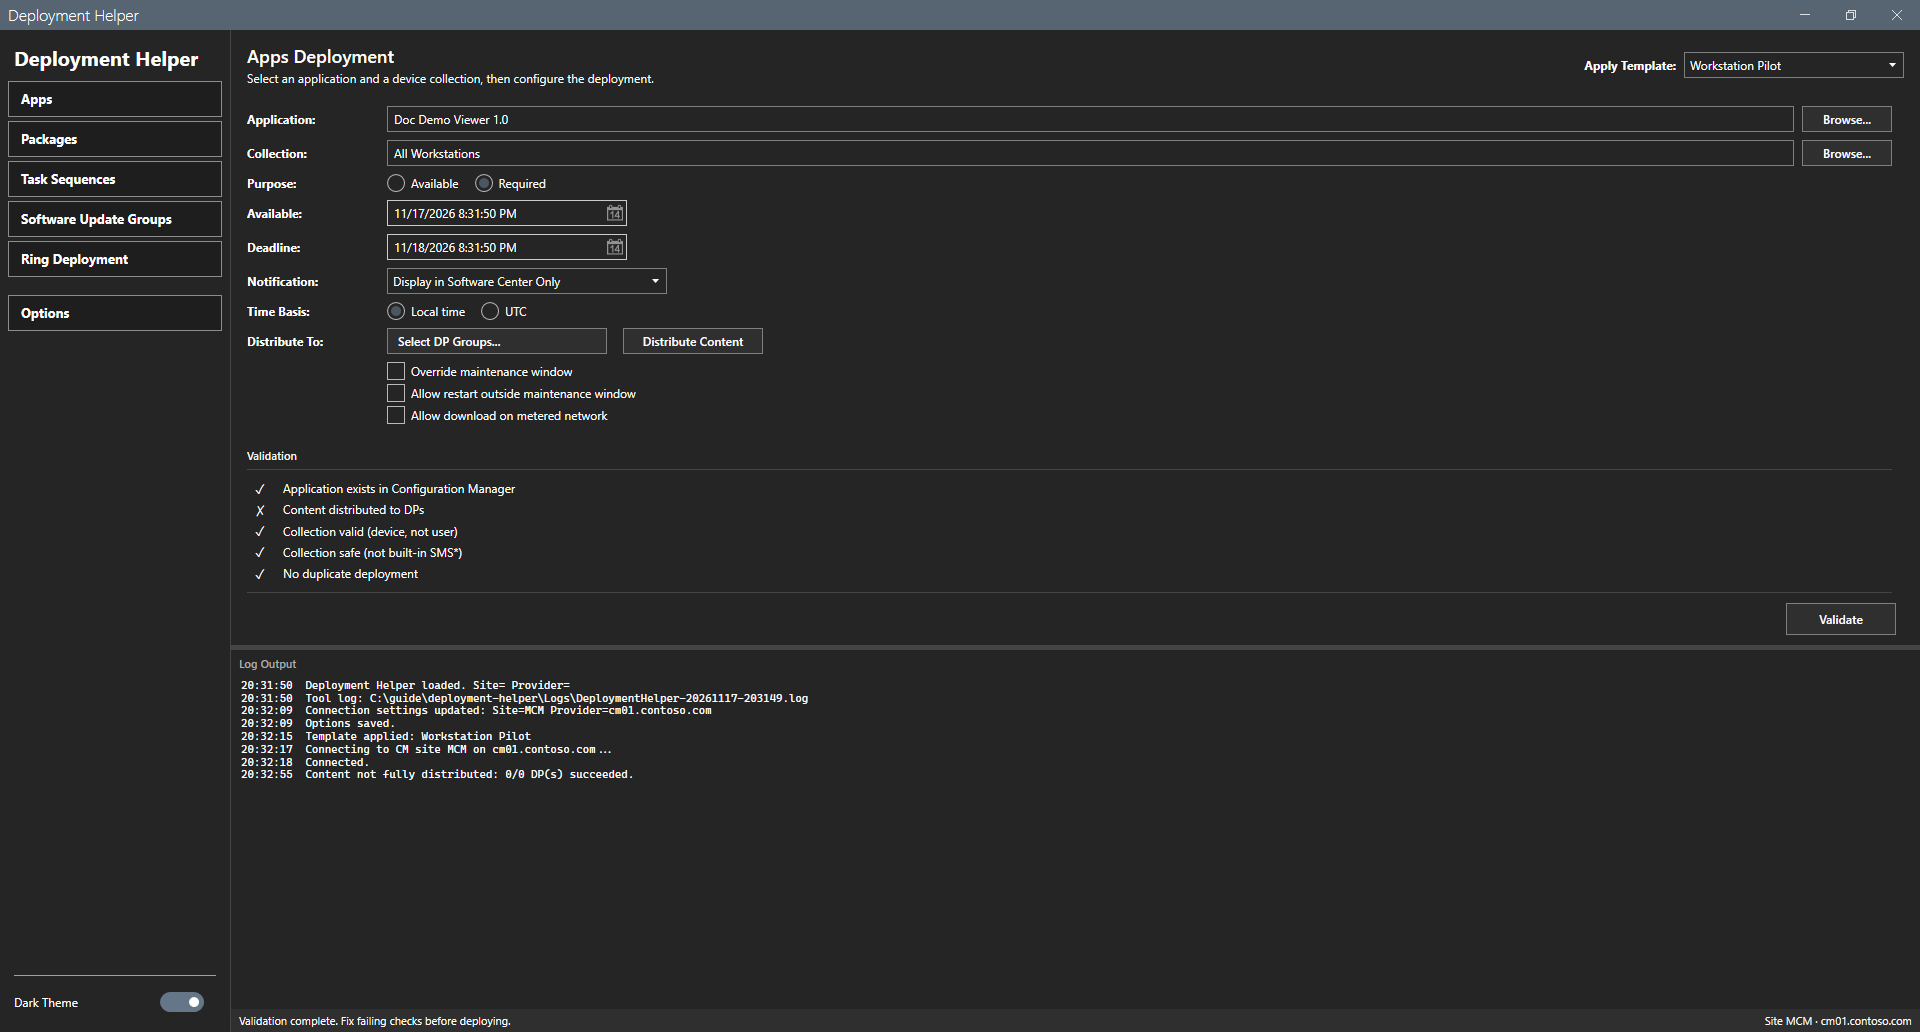 Deployment Helper
Deployment Helper
Apps
Packages
Task Sequences
Software Update Groups
Ring Deployment
Options
Dark Theme
Apps Deployment
Select an application and a device collection, then configure the deployment.
Apply Template: Workstation Pilot
Application: Doc Demo Viewer 1.0 Browse...
Collection: All Workstations Browse...
Purpose: Available Required
Available: 11/17/2026 8:31:50 PM 14
Deadline: 11/18/2026 8:31:50 PM 14
Notification: Display in Software Center Only
Time Basis: Local time UTC
Distribute To: Select DP Groups... Distribute Content
Override maintenance window
Allow restart outside maintenance window
Allow download on metered network
Validation
✓ Application exists in Configuration Manager
✗ Content distributed to DPs
✓ Collection valid (device, not user)
✓ Collection safe (not built-in SMS*)
✓ No duplicate deployment
Validate
Log Output
20:31:50 Deployment Helper loaded. Site= Provider=
20:31:50 Tool log: C:\guide\deployment-helper\Logs\DeploymentHelper-20261117-203149.log
20:32:09 Connection settings updated: Site=MCM Provider=cm01.contoso.com
20:32:09 Options saved.
20:32:15 Template applied: Workstation Pilot
20:32:17 Connecting to CM site MCM on cm01.contoso.com...
20:32:18 Connected.
20:32:55 Content not fully distributed: 0/0 DP(s) succeeded.
Validation complete. Fix failing checks before deploying.
Site MCM · cm01.contoso.com